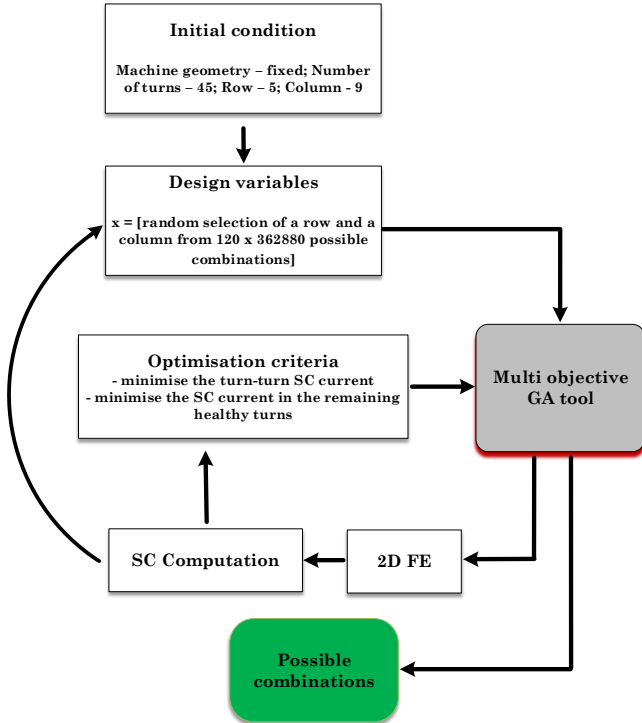 Initial condition
Machine geometry – fixed; Number
of turns – 45; Row – 5; Column - 9
Design variables
x = [random selection of a row and a
column from 120 x 362880 possible
combinations]
Optimisation criteria
- minimise the turn-turn SC current
- minimise the SC current in the remaining
healthy turns
Multi objective
GA tool
SC Computation
2D FE
Possible
combinations